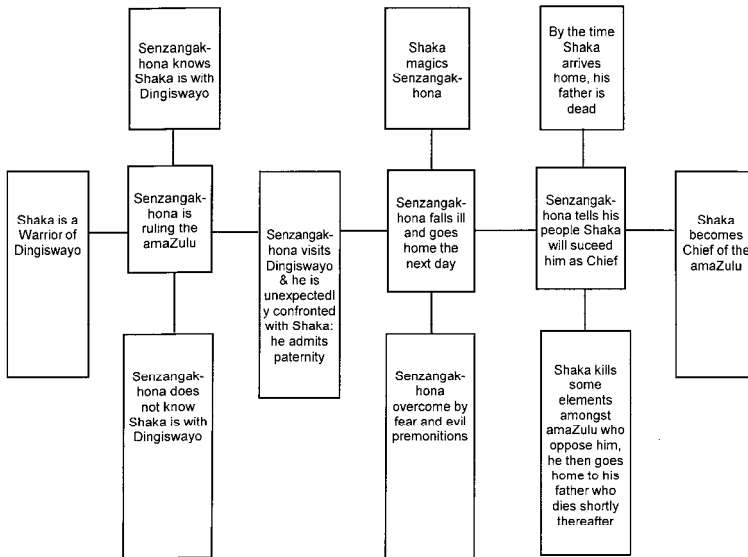 Senzangak-
hona knows
Shaka is with
Dingiswayo
Shaka
magics
Senzangak-
hona
By the time
Shaka
arrives
home, his
father is
dead
Shaka is a
Warrior of
Dingiswayo
Senzangak-
hona is
ruling the
amaZulu
Senzangak-
hona visits
Dingiswayo
& he is
unexpectedl
y confronted
with Shaka:
he admits
paternity
Senzangak-
hona falls ill
and goes
home the
next day
Senzangak-
hona tells his
people Shaka
will suceed
him as Chief
Shaka
becomes
Chief of the
amaZulu
Senzangak-
hona does
not know
Shaka is with
Dingiswayo
Senzangak-
hona
overcome by
fear and evil
premonitions
Shaka kills
some
elements
amongst
amaZulu who
oppose him,
he then goes
home to his
father who
dies shortly
thereafter